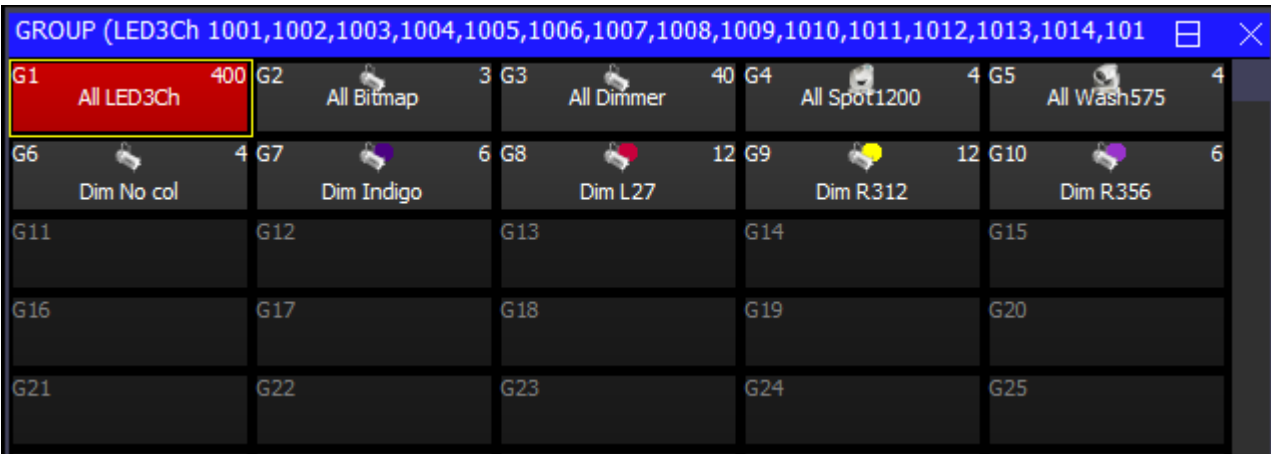 GROUP (LED3Ch 1001,1002,1003,1004,1005,1006,1007,1008,1009,1010,1011,1012,1013,1014,101
G1 400 G2 3 G3 40 G4 4 G5 4
All LED3Ch All Bitmap All Dimmer All Spot1200 All Wash575
G6 4 G7 6 G8 12 G9 12 G10 6
Dim No col Dim Indigo Dim L27 Dim R312 Dim R356
G11 G12 G13 G14 G15
G16 G17 G18 G19 G20
G21 G22 G23 G24 G25